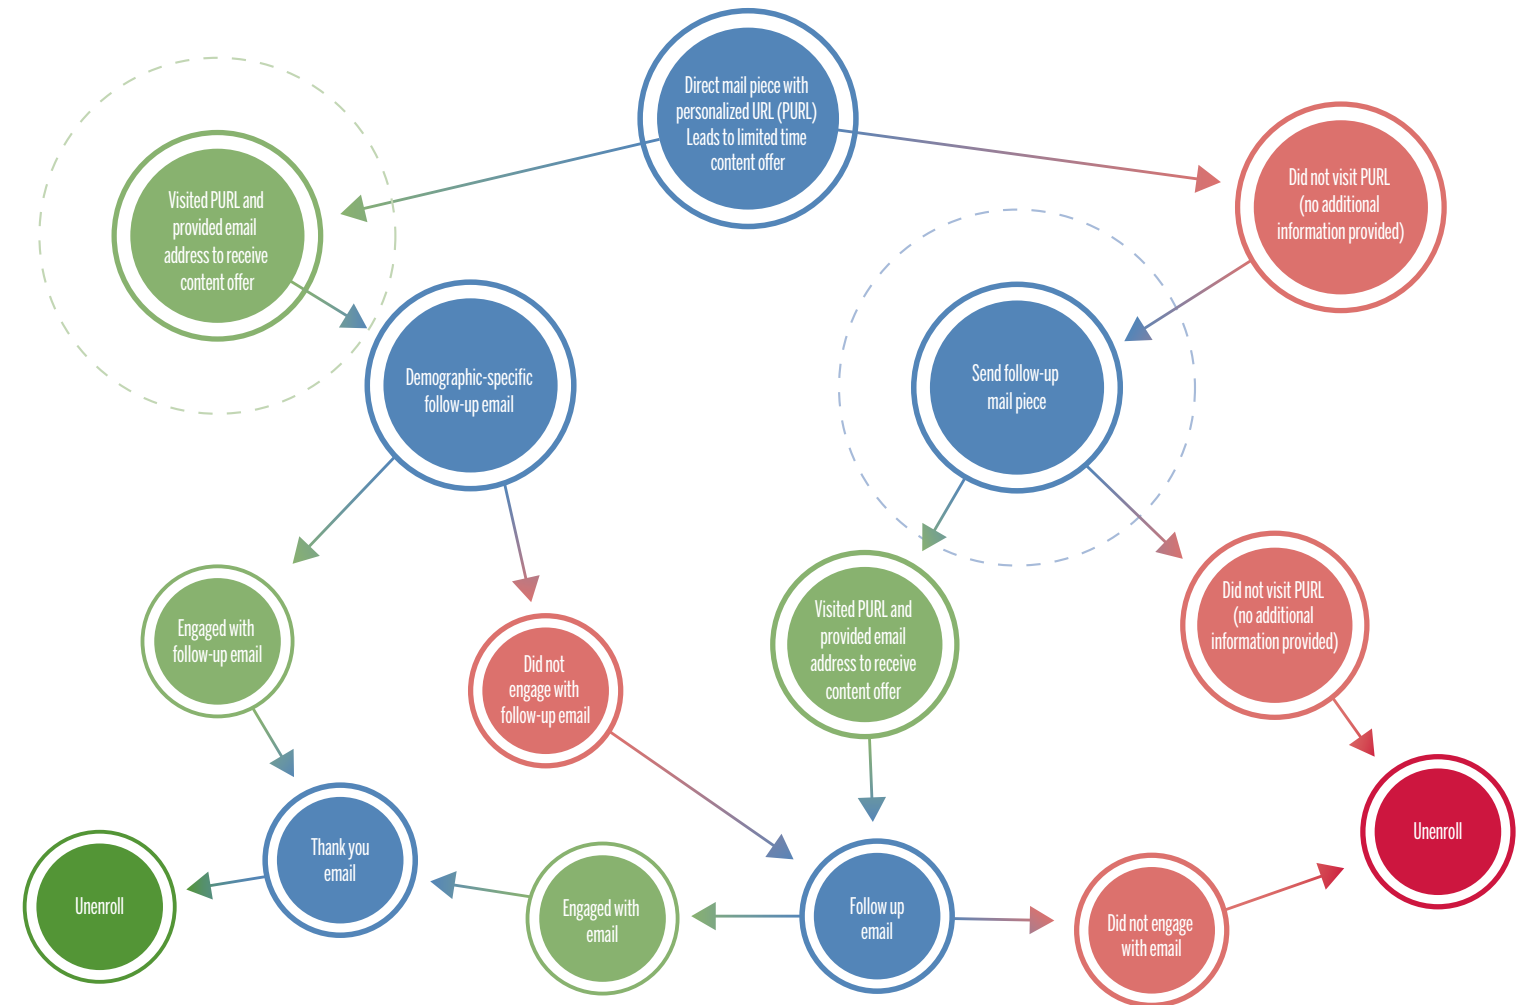 Direct mail piece with
personalized URL (PURL)
Leads to limited time
content offer
Visited PURL and
provided email
address to receive
content offer
Did not visit PURL
(no additional
information provided)
Demographic-specific
follow-up email
Send follow-up
mail piece
Engaged with
follow-up email
Did not
engage with
follow-up email
Visited PURL and
provided email
address to receive
content offer
Did not visit PURL
(no additional
information provided)
Thank you
email
Unenroll
Unenroll
Engaged with
email
Follow up
email
Did not engage
with email